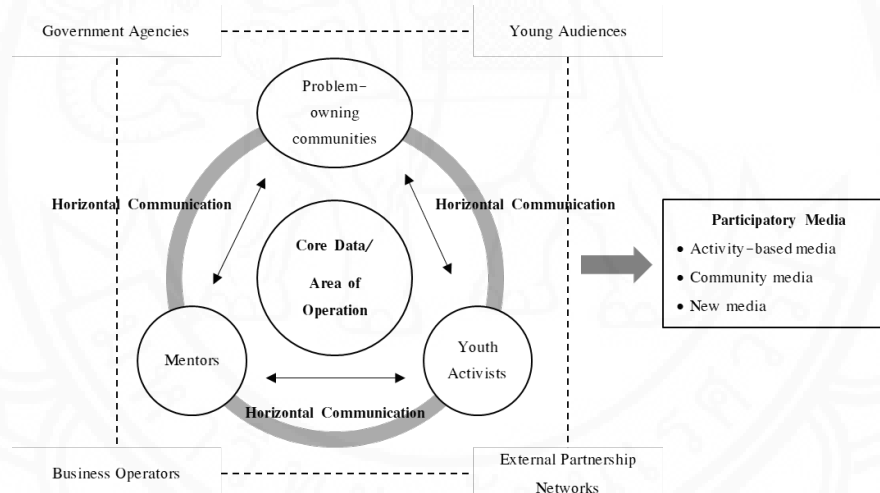 Government Agencies
Young Audiences
Problem-
owning
communities
Horizontal Communication
Horizontal Communication
Core Data/
Area of
Operation
Participatory Media
• Activity-based media
• Community media
• New media
Mentors
Youth
Activists
Horizontal Communication
Business Operators
External Partnership
Networks